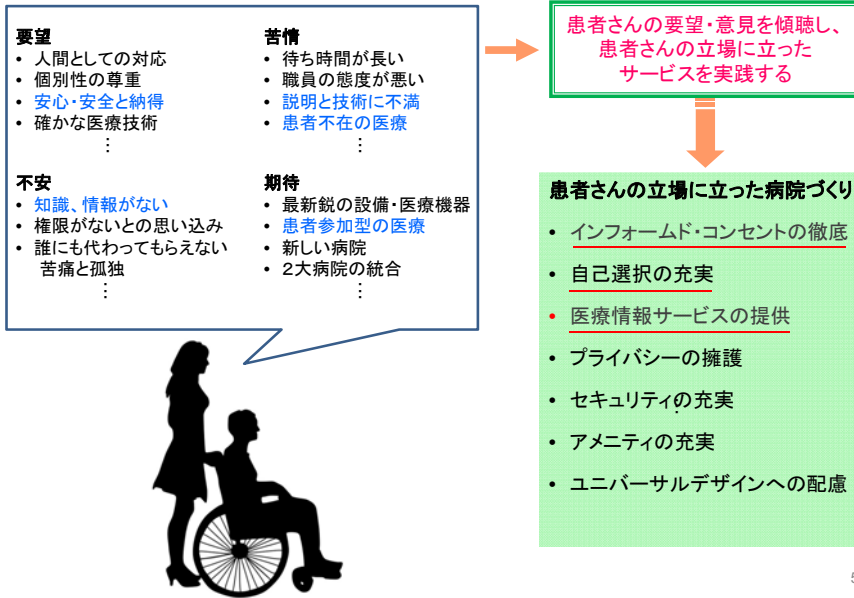 要望
• 人間としての対応
• 個別性の尊重
• 安心・安全と納得
• 確かな医療技術
⋮
苦情
• 待ち時間が長い
• 職員の態度が悪い
• 説明と技術に不満
• 患者不在の医療
⋮
不安
• 知識、情報がない
• 権限がないとの思い込み
• 誰にも代わってもらえない
苦痛と孤独
⋮
期待
• 最新鋭の設備・医療機器
• 患者参加型の医療
• 新しい病院
• 2大病院の統合
⋮
患者さんの要望・意見を傾聴し、
患者さんの立場に立った
サービスを実践する
患者さんの立場に立った病院づくり
• インフォームド・コンセントの徹底
• 自己選択の充実
• 医療情報サービスの提供
• プライバシーの擁護
• セキュリティの充実
• アメニティの充実
• ユニバーサルデザインへの配慮
5